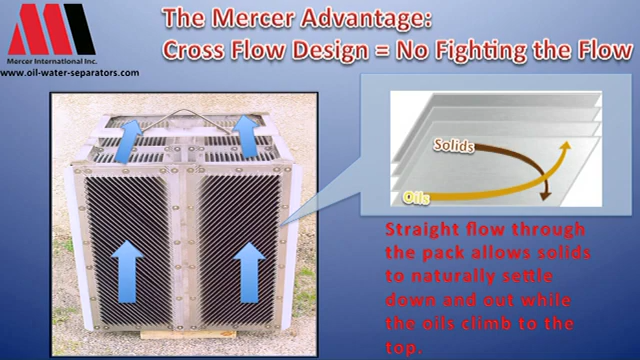 The Mercer Advantage:
Cross Flow Design = No Fighting the Flow
Mercer International Inc.
www.oil-water-separators.com
Solids
Oils
Straight flow through
the pack allows solids
to naturally settle
down and out while
the oils climb to the
top.